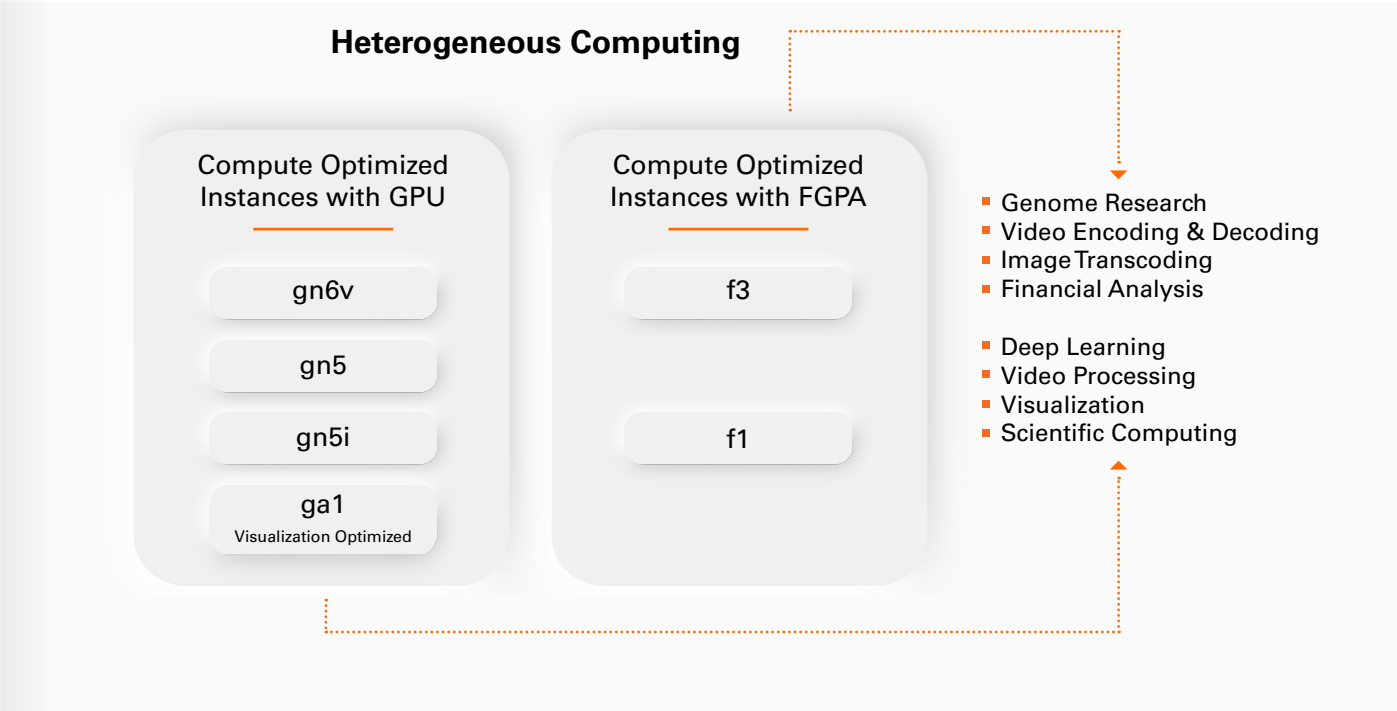 Heterogeneous Computing
Compute Optimized
Instances with GPU
gn6v
gn5
gn5i
ga1
Visualization Optimized
Compute Optimized
Instances with FGPA
f3
f1
Genome Research
Video Encoding & Decoding
Image Transcoding
Financial Analysis
Deep Learning
Video Processing
Visualization
Scientific Computing